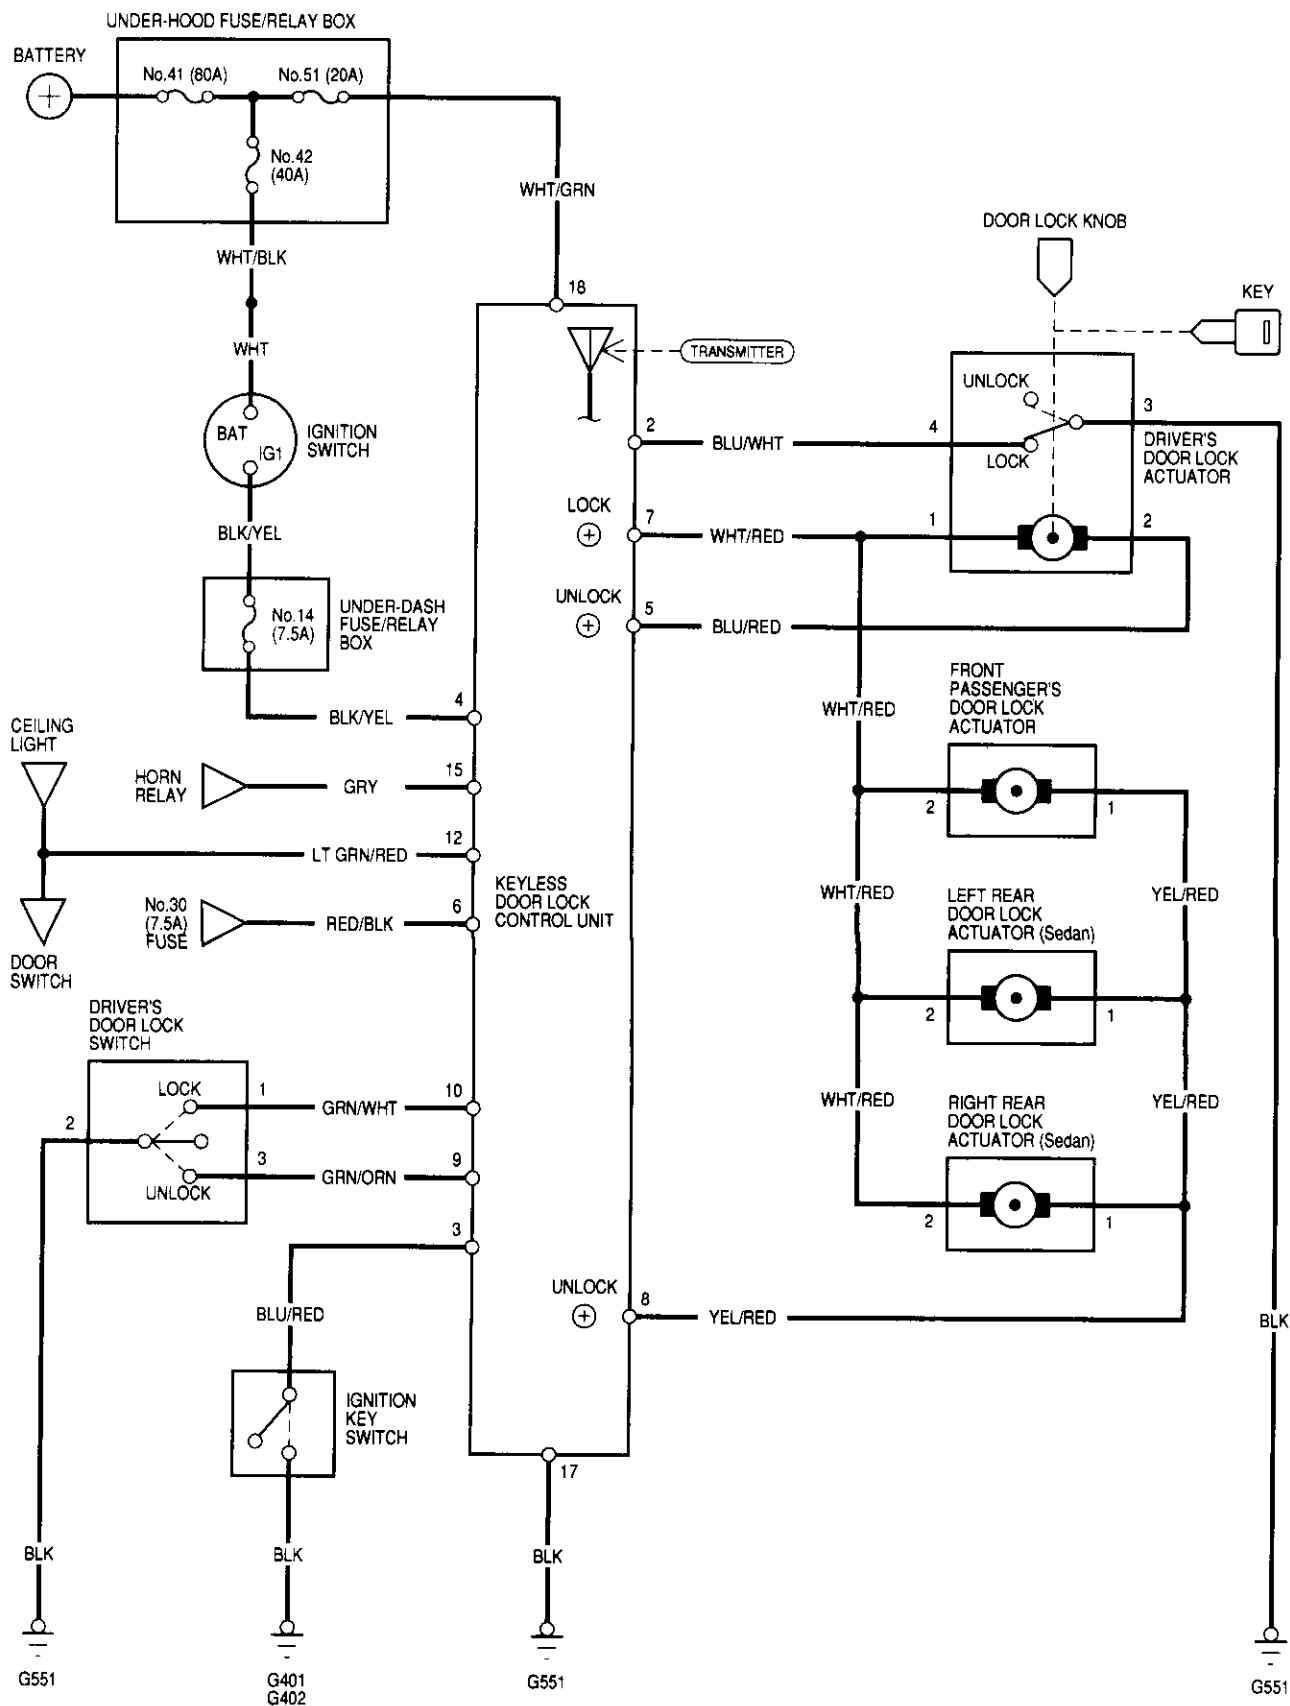 UNDER-HOOD FUSE/RELAY BOX
BATTERY
No.41 (80A)
No.51 (20A)
No.42
(40A)
WHT/GRN
WHT/BLK
DOOR LOCK KNOB
KEY
18
WHT
TRANSMITTER
BAT
IG1
IGNITION
SWITCH
UNLOCK
LOCK
2
BLU/WHT
4
3
DRIVER'S
DOOR LOCK
ACTUATOR
LOCK
7
WHT/RED
1
2
BLK/YEL
UNLOCK
5
BLU/RED
No.14
(7.5A)
UNDER-DASH
FUSE/RELAY
BOX
FRONT
PASSENGER'S
DOOR LOCK
ACTUATOR
WHT/RED
4
BLK/YEL
CEILING
LIGHT
HORN
RELAY
GRY
15
2
1
LT GRN/RED
12
KEYLESS
DOOR LOCK
CONTROL UNIT
WHT/RED
YEL/RED
LEFT REAR
DOOR LOCK
ACTUATOR (Sedan)
No.30
(7.5A)
FUSE
RED/BLK
6
DOOR
SWITCH
2
1
DRIVER'S
DOOR LOCK
SWITCH
LOCK
1
GRN/WHT
10
2
3
GRN/ORN
9
UNLOCK
WHT/RED
YEL/RED
RIGHT REAR
DOOR LOCK
ACTUATOR (Sedan)
2
1
3
BLU/RED
UNLOCK
8
YEL/RED
BLK
IGNITION
KEY
SWITCH
17
BLK
BLK
BLK
G551
G401
G402
G551
G551